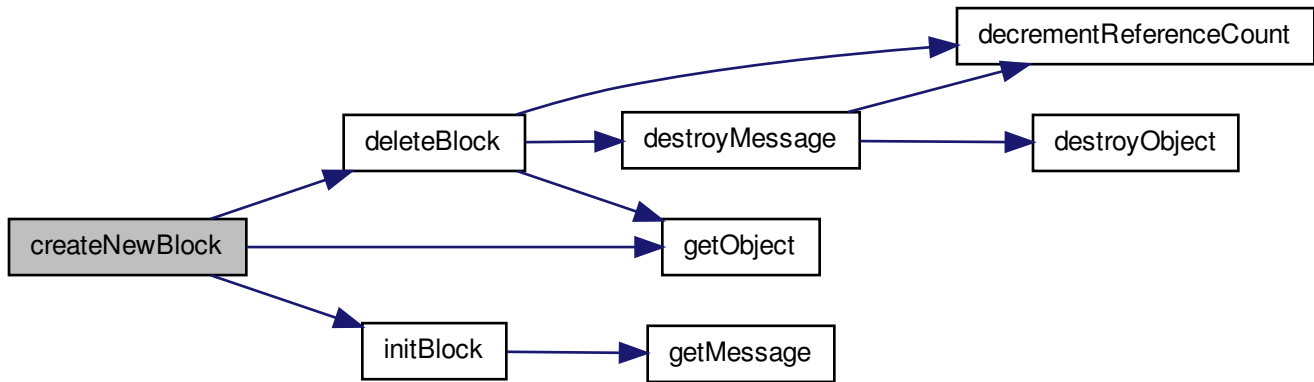 decrementReferenceCount
deleteBlock
destroyMessage
destroyObject
createNewBlock
getObject
initBlock
getMessage